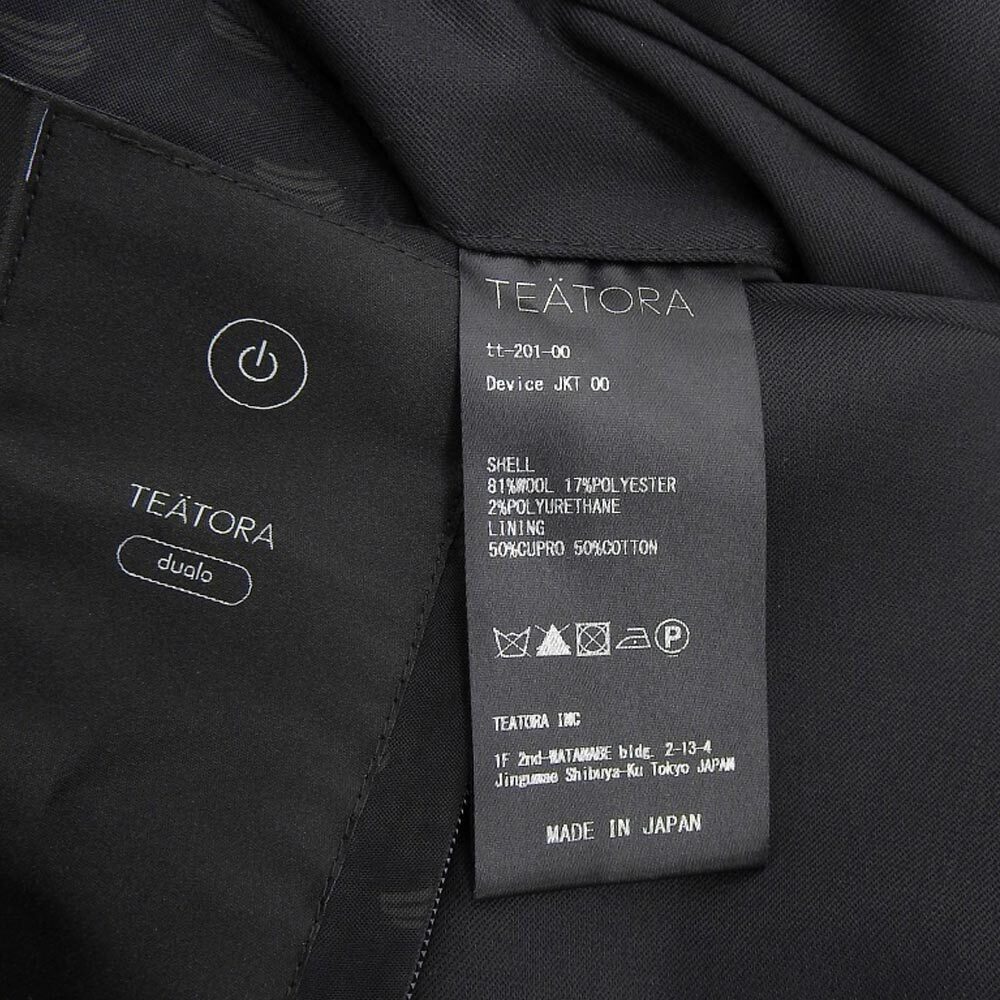 TEÄTORA
dualo
TEÄTORA
tt-201-00
Device JKT 00
SHELL
81%WOOL 17%POLYESTER
2%POLYURETHANE
LINING
50%CUPRO 50%COTTON
P
TEATORA INC
1F 2nd-WATANABE bldg. 2-13-4
Jingumae Shibuya-Ku Tokyo JAPAN
MADE IN JAPAN